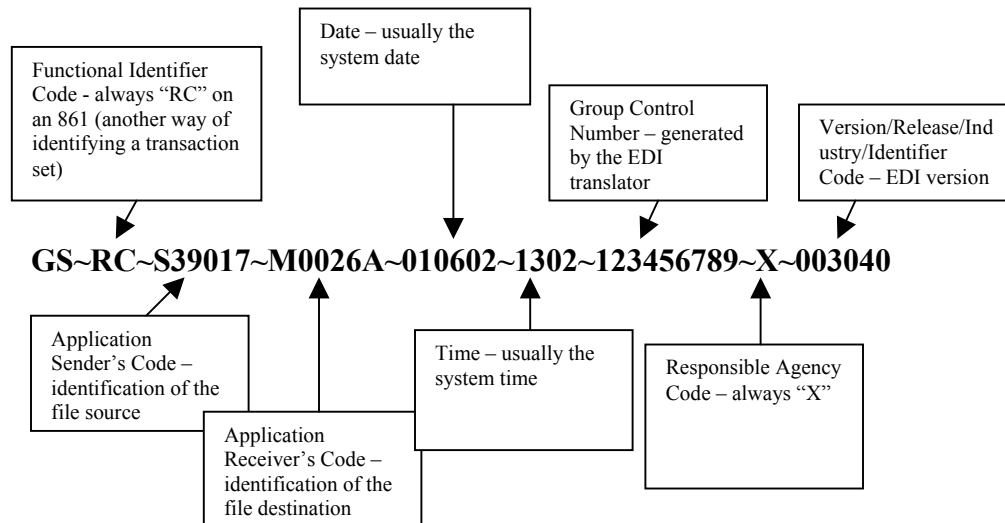 Date – usually the
system date
Functional Identifier
Code - always “RC” on
an 861 (another way of
identifying a transaction
set)
Group Control
Number – generated
by the EDI
translator
Version/Release/Ind
ustry/Identifier
Code – EDI version
GS~RC~S39017~M0026A~010602~1302~123456789~X~003040
Application
Sender’s Code –
identification of the
file source
Application
Receiver’s Code –
identification of the
file destination
Time – usually the
system time
Responsible Agency
Code – always “X”